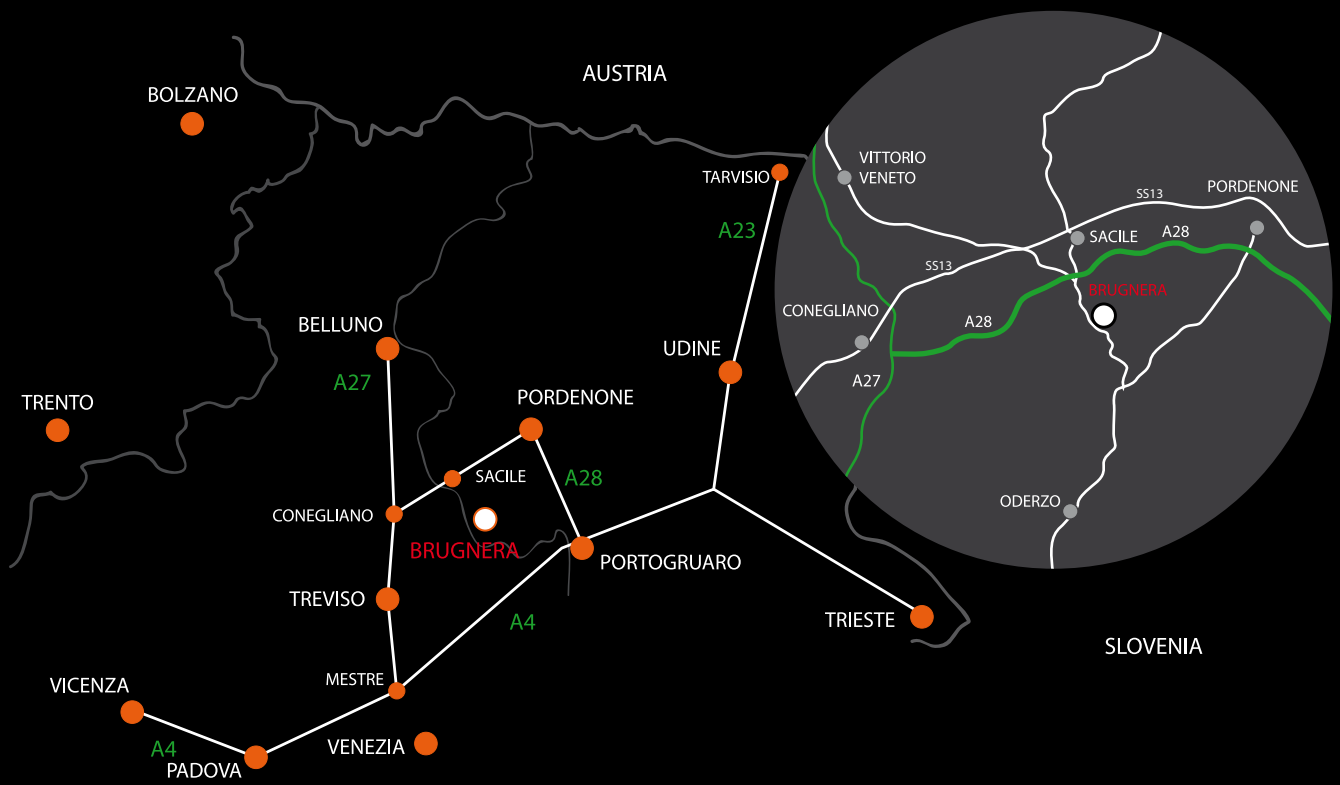 AUSTRIA
BOLZANO
TARVISIO
A23
BELLUNO
A27
UDINE
TRENTO
PORDENONE
SACILE
A28
CONEGLIANO
BRUGNERA
PORTOGRUARO
TREVISO
A4
TRIESTE
SLOVENIA
MESTRE
VICENZA
A4
VENEZIA
PADOVA
VITTORIO
VENETO
SS13
PORDENONE
SACILE
A28
SS13
BRUGNERA
CONEGLIANO
A28
A27
ODERZO